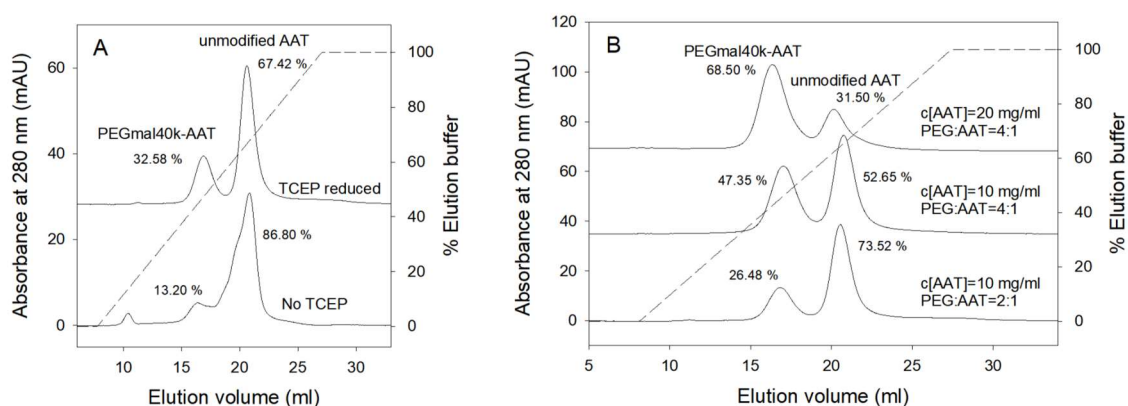 A
unmodified AAT
67.42 %
PEGmal40k-AAT
32.58 %
TCEP reduced
86.80 %
13.20 %
No TCEP
Absorbance at 280 nm (mAU)
60
40
20
0
% Elution buffer
100
80
60
40
20
0
10
15
20
25
30
Elution volume (ml)
B
PEGmal40k-AAT
68.50 %
unmodified AAT
31.50 %
c[AAT]=20 mg/ml
PEG:AAT=4:1
47.35 %
52.65 %
c[AAT]=10 mg/ml
PEG:AAT=4:1
73.52 %
26.48 %
c[AAT]=10 mg/ml
PEG:AAT=2:1
Absorbance at 280 nm (mAU)
120
100
80
60
40
20
0
% Elution buffer
100
80
60
40
20
0
5
10
15
20
25
30
Elution volume (ml)